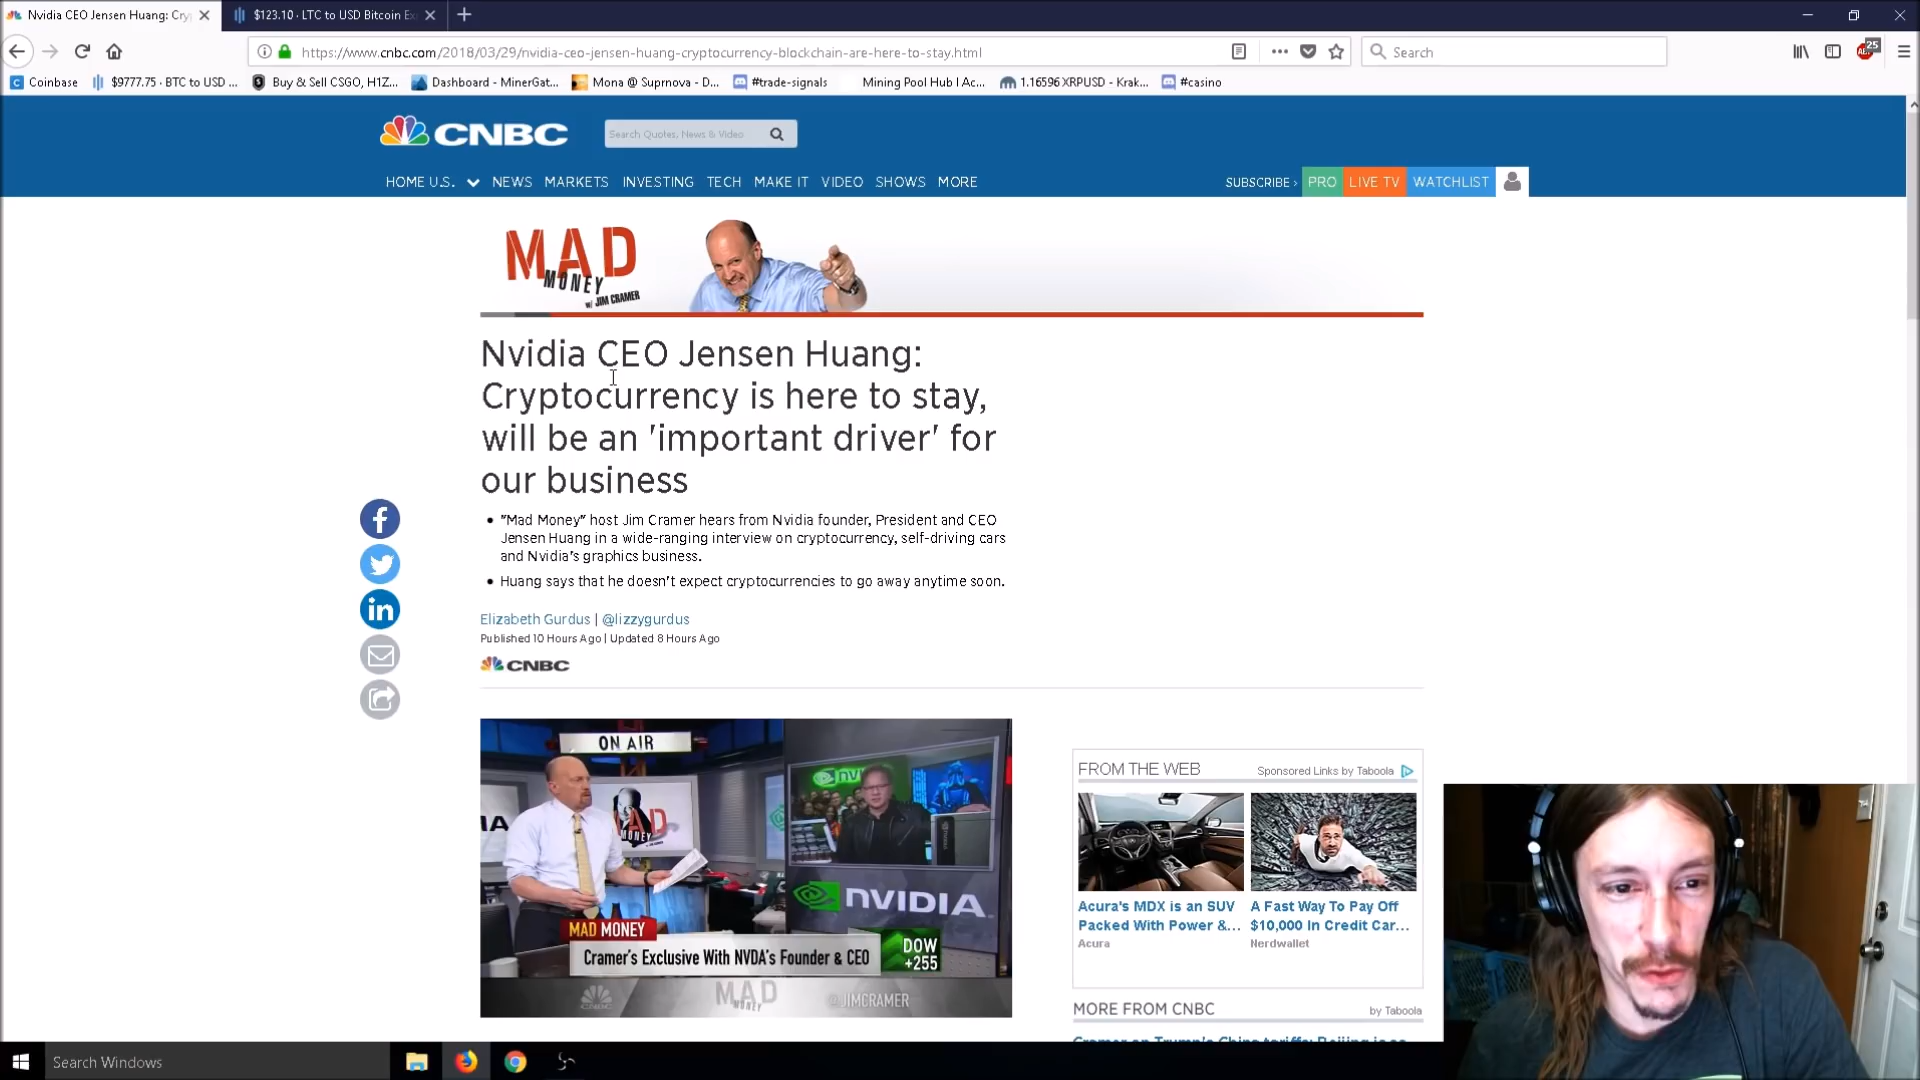 Nvidia CEO Jensen Huang: Cry
$123.10 · LTC to USD Bitcoin Ex
https://www.cnbc.com/2018/03/29/nvidia-ceo-jensen-huang-cryptocurrency-blockchain-are-here-to-stay.html
Search
25
Coinbase
$9777.75 · BTC to USD ...
Buy & Sell CSGO, H1Z...
Dashboard - MinerGat...
Mona @ Suprnova - D...
#trade-signals
Mining Pool Hub | Ac...
1.16596 XRPUSD - Krak...
#casino
CNBC
Search Quotes, News & Video
HOME U.S.
NEWS
MARKETS
INVESTING
TECH
MAKE IT
VIDEO
SHOWS
MORE
SUBSCRIBE ›
PRO
LIVE TV
WATCHLIST
MAD
MONEY
W/ JIM CRAMER
Nvidia CEO Jensen Huang:
Cryptocurrency is here to stay,
will be an 'important driver' for
our business
• "Mad Money" host Jim Cramer hears from Nvidia founder, President and CEO
Jensen Huang in a wide-ranging interview on cryptocurrency, self-driving cars
and Nvidia's graphics business.
• Huang says that he doesn't expect cryptocurrencies to go away anytime soon.
Elizabeth Gurdus | @lizzygurdus
Published 10 Hours Ago | Updated 8 Hours Ago
CNBC
ON AIR
MAD
MONEY
NVIDIA
MAD MONEY
Cramer's Exclusive With NVDA's Founder & CEO
DOW
+255
MAD
MONEY
@JIMCRAMER
FROM THE WEB
Sponsored Links by Taboola
Acura's MDX is an SUV
Packed With Power &...
Acura
A Fast Way To Pay Off
$10,000 In Credit Car...
Nerdwallet
MORE FROM CNBC
by Taboola
Search Windows